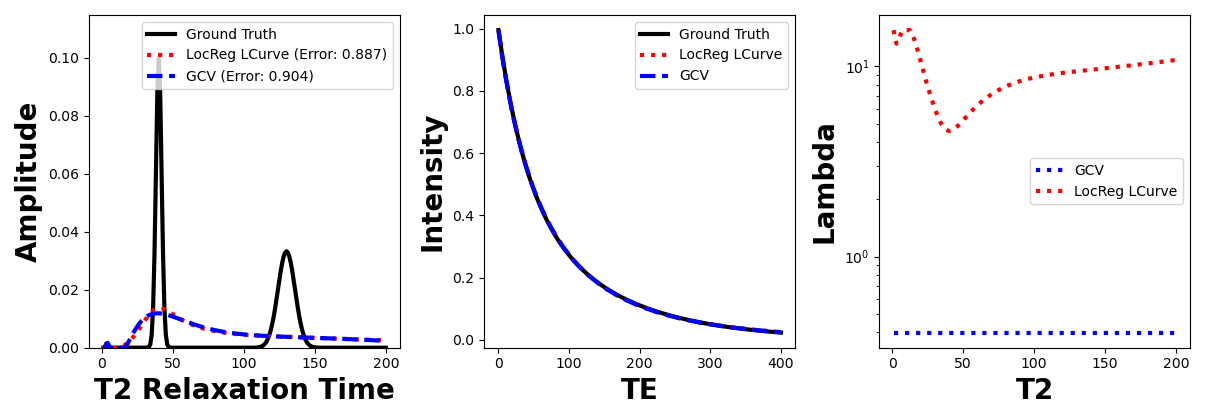 Amplitude
0.10
0.08
0.06
0.04
0.02
0.00
0
50
100
150
200
T2 Relaxation Time
Ground Truth
LocReg LCurve (Error: 0.887)
GCV (Error: 0.904)
Intensity
1.0
0.8
0.6
0.4
0.2
0.0
0
100
200
300
400
TE
Ground Truth
LocReg LCurve
GCV
Lambda
10¹
10⁰
0
50
100
150
200
T2
GCV
LocReg LCurve